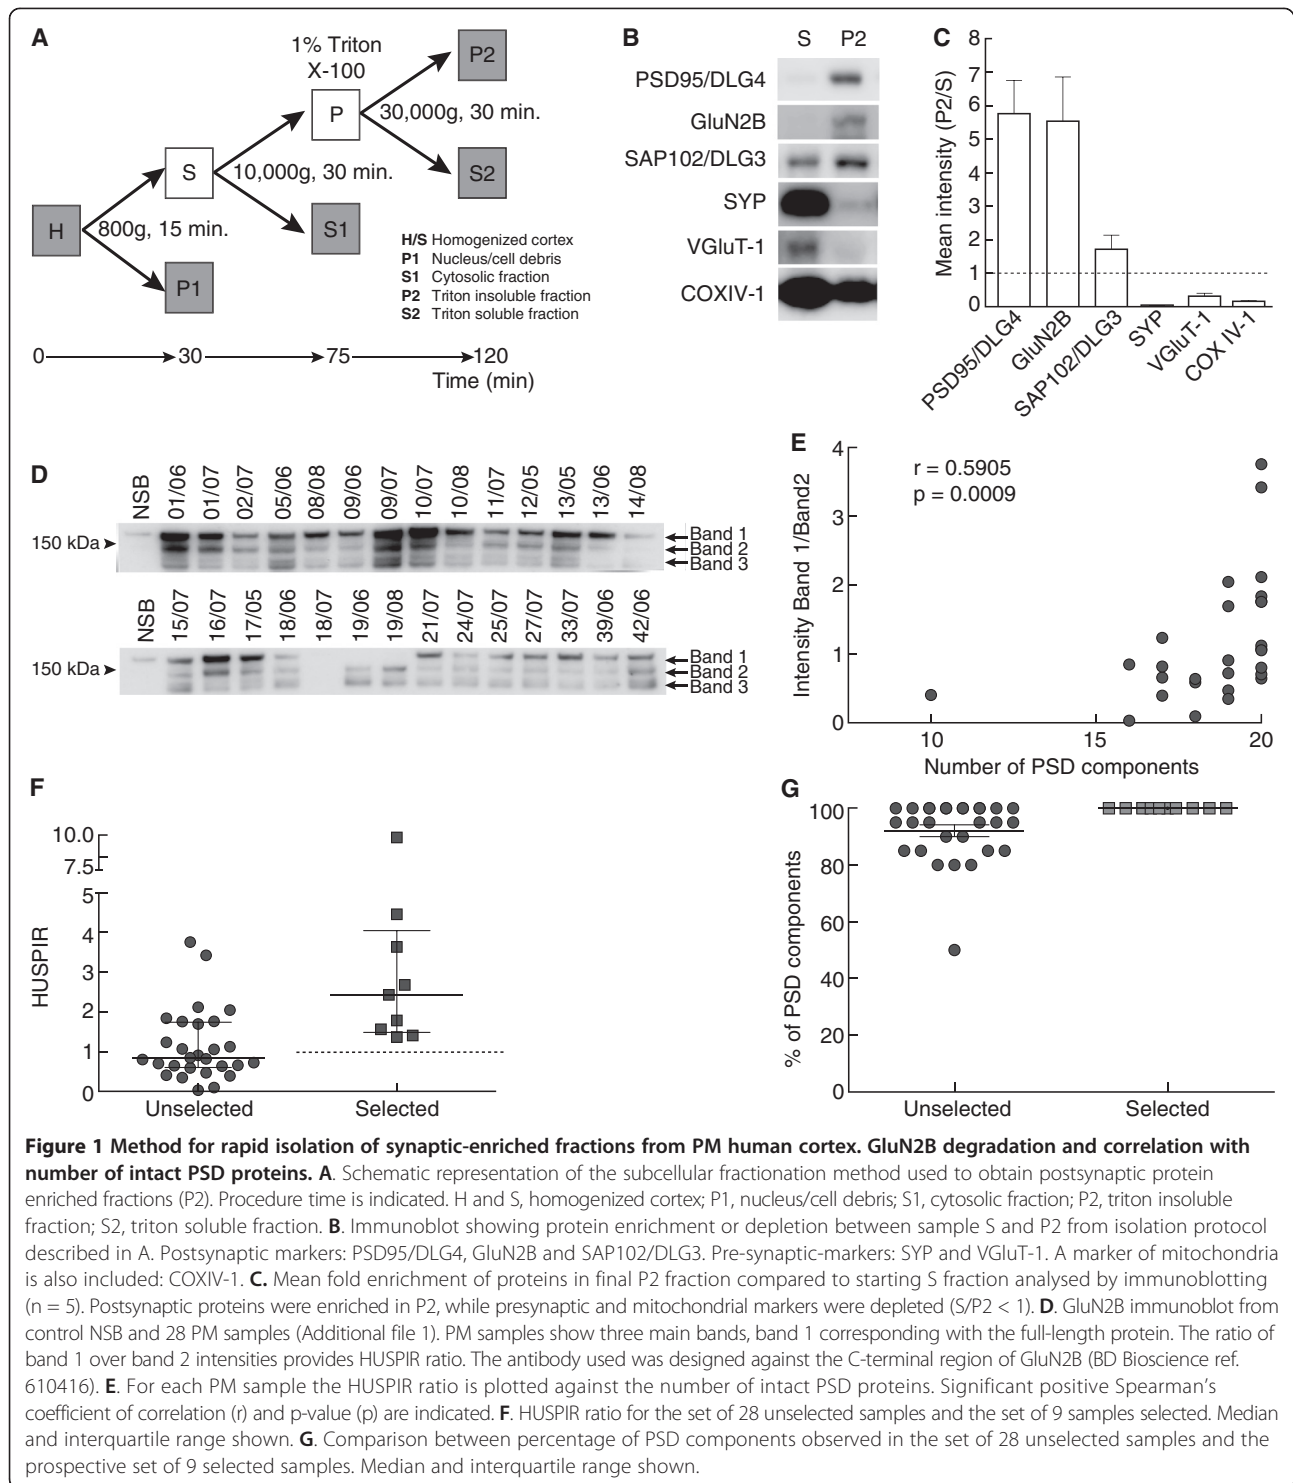 A
1% Triton
X-100
P2
P
30,000g, 30 min.
S
10,000g, 30 min.
S2
H
800g, 15 min.
S1
P1
H/S Homogenized cortex
P1 Nucleus/cell debris
S1 Cytosolic fraction
P2 Triton insoluble fraction
S2 Triton soluble fraction
0 30 75 120
Time (min)
B
S P2
PSD95/DLG4
GluN2B
SAP102/DLG3
SYP
VGluT-1
COXIV-1
C
Mean intensity (P2/S)
8
7
6
5
4
3
2
1
0
PSD95/DLG4
GluN2B
SAP102/DLG3
SYP
VGluT-1
COX IV-1
D
NSB 01/06 01/07 02/07 05/06 08/08 09/06 09/07 10/07 10/08 11/07 12/05 13/05 13/06 14/08
150 kDa
Band 1
Band 2
Band 3
NSB 15/07 16/07 17/05 18/06 18/07 19/06 19/08 21/07 24/07 25/07 27/07 33/07 39/06 42/06
150 kDa
Band 1
Band 2
Band 3
E
r = 0.5905
p = 0.0009
Intensity Band 1/Band2
4
3
2
1
0
10 15 20
Number of PSD components
F
HUSPIR
10.0
7.5
5
4
3
2
1
0
Unselected Selected
G
% of PSD components
100
80
60
40
20
0
Unselected Selected
Figure 1 Method for rapid isolation of synaptic-enriched fractions from PM human cortex. GluN2B degradation and correlation with
number of intact PSD proteins. A. Schematic representation of the subcellular fractionation method used to obtain postsynaptic protein
enriched fractions (P2). Procedure time is indicated. H and S, homogenized cortex; P1, nucleus/cell debris; S1, cytosolic fraction; P2, triton insoluble
fraction; S2, triton soluble fraction. B. Immunoblot showing protein enrichment or depletion between sample S and P2 from isolation protocol
described in A. Postsynaptic markers: PSD95/DLG4, GluN2B and SAP102/DLG3. Pre-synaptic-markers: SYP and VGluT-1. A marker of mitochondria
is also included: COXIV-1. C. Mean fold enrichment of proteins in final P2 fraction compared to starting S fraction analysed by immunoblotting
(n = 5). Postsynaptic proteins were enriched in P2, while presynaptic and mitochondrial markers were depleted (S/P2 < 1). D. GluN2B immunoblot from
control NSB and 28 PM samples (Additional file 1). PM samples show three main bands, band 1 corresponding with the full-length protein. The ratio of
band 1 over band 2 intensities provides HUSPIR ratio. The antibody used was designed against the C-terminal region of GluN2B (BD Bioscience ref.
610416). E. For each PM sample the HUSPIR ratio is plotted against the number of intact PSD proteins. Significant positive Spearman's
coefficient of correlation (r) and p-value (p) are indicated. F. HUSPIR ratio for the set of 28 unselected samples and the set of 9 samples selected. Median
and interquartile range shown. G. Comparison between percentage of PSD components observed in the set of 28 unselected samples and the
prospective set of 9 selected samples. Median and interquartile range shown.